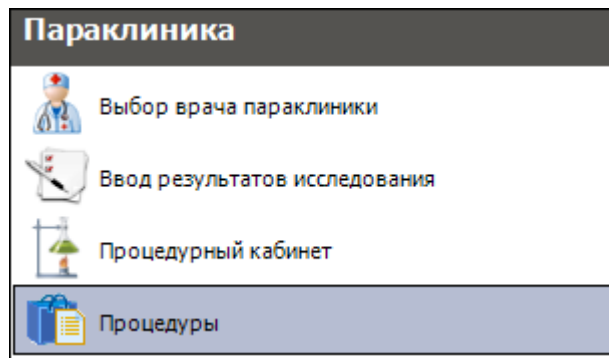 Параклиника
Выбор врача параклиники
Ввод результатов исследования
Процедурный кабинет
Процедуры